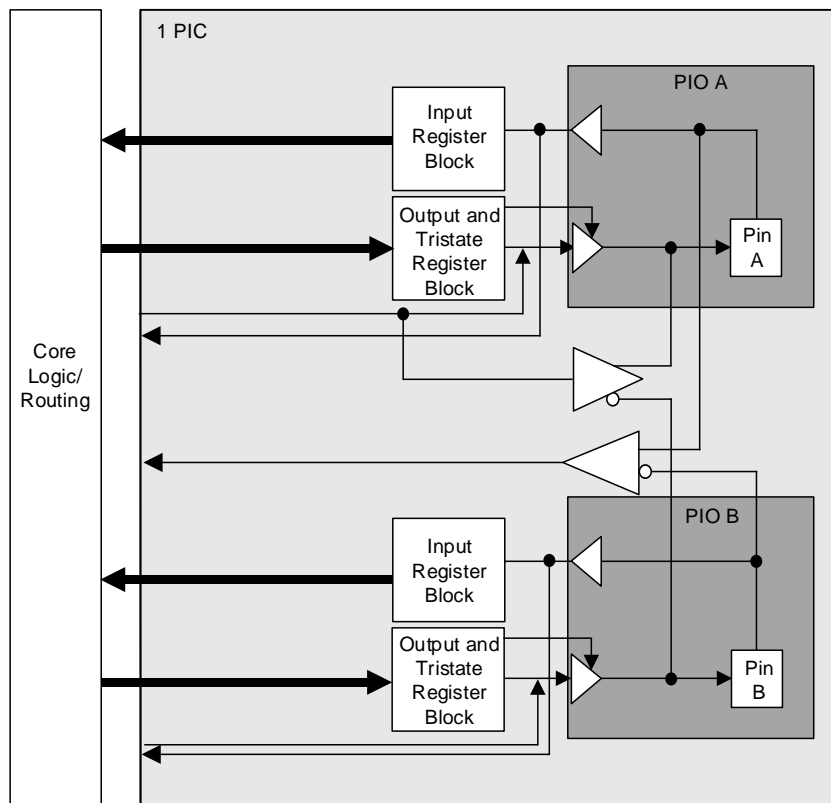 1 PIC
PIO A
Input
Register
Block
Output and
Tristate
Register
Block
Pin
A
Core
Logic/
Routing
PIO B
Input
Register
Block
Output and
Tristate
Register
Block
Pin
B